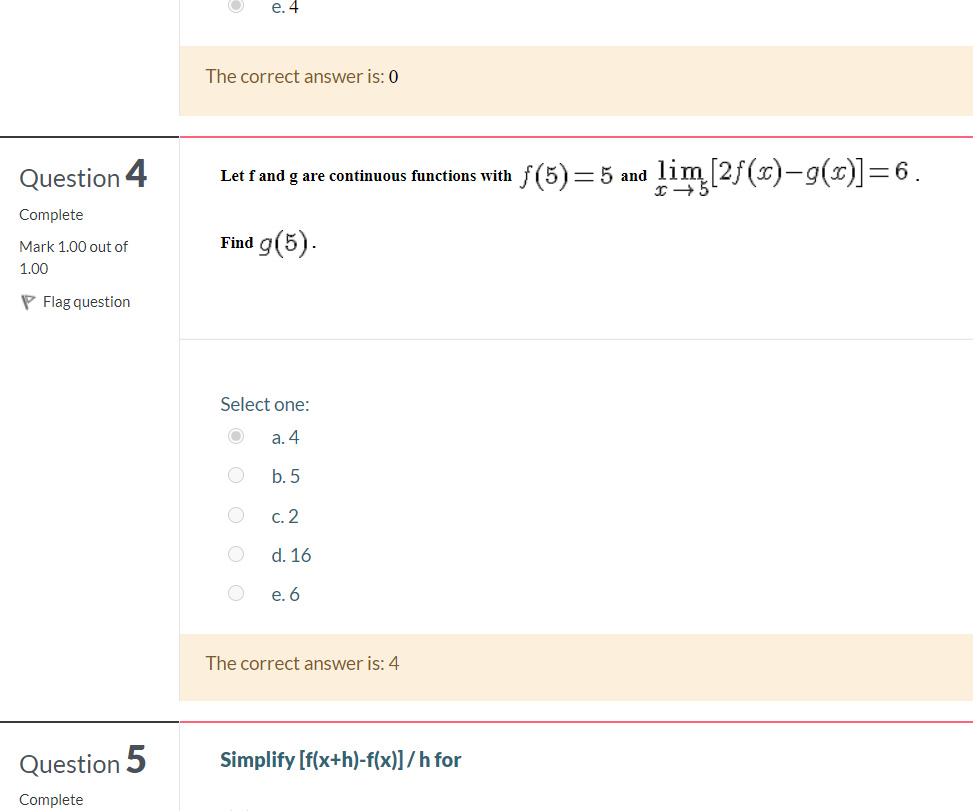 e. 4
The correct answer is: 0
Question 4
Complete
Mark 1.00 out of
1.00
Flag question
Let f and g are continuous functions with f(5)=5 and lim x→5 [2f(x)−g(x)]=6 .
Find g(5).
Select one:
a. 4
b. 5
c. 2
d. 16
e. 6
The correct answer is: 4
Question 5
Complete
Simplify [f(x+h)-f(x)] / h for